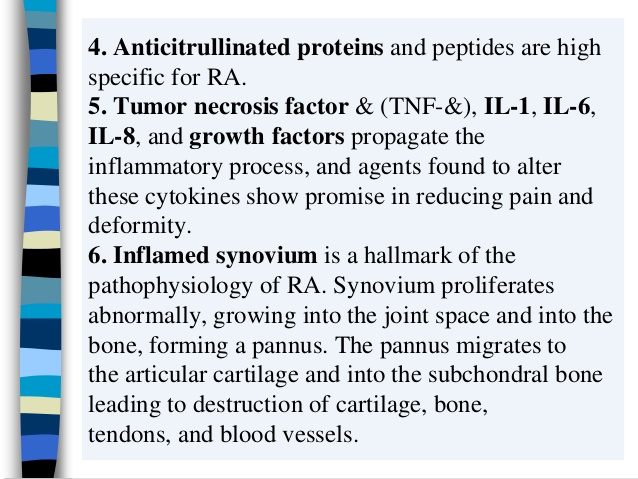 4. Anticitrullinated proteins and peptides are high
specific for RA.
5. Tumor necrosis factor & (TNF-&), IL-1, IL-6,
IL-8, and growth factors propagate the
inflammatory process, and agents found to alter
these cytokines show promise in reducing pain and
deformity.
6. Inflamed synovium is a hallmark of the
pathophysiology of RA. Synovium proliferates
abnormally, growing into the joint space and into the
bone, forming a pannus. The pannus migrates to
the articular cartilage and into the subchondral bone
leading to destruction of cartilage, bone,
tendons, and blood vessels.